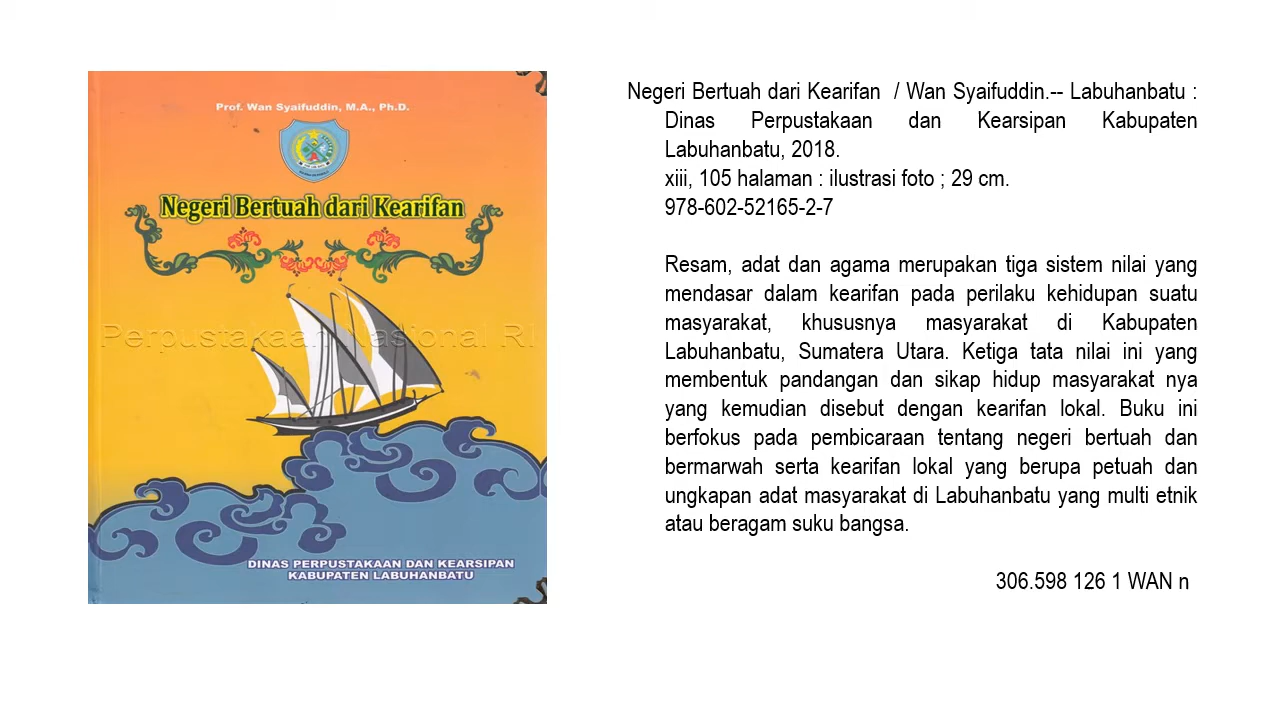 Prof. Wan Syaifuddin, M.A., Ph.D.
Negeri Bertuah dari Kearifan
Perpustakaan Nasional RI
DINAS PERPUSTAKAAN DAN KEARSIPAN
KABUPATEN LABUHANBATU
Negeri Bertuah dari Kearifan / Wan Syaifuddin.-- Labuhanbatu :
Dinas Perpustakaan dan Kearsipan Kabupaten
Labuhanbatu, 2018.
xiii, 105 halaman : ilustrasi foto ; 29 cm.
978-602-52165-2-7
Resam, adat dan agama merupakan tiga sistem nilai yang
mendasar dalam kearifan pada perilaku kehidupan suatu
masyarakat, khususnya masyarakat di Kabupaten
Labuhanbatu, Sumatera Utara. Ketiga tata nilai ini yang
membentuk pandangan dan sikap hidup masyarakat nya
yang kemudian disebut dengan kearifan lokal. Buku ini
berfokus pada pembicaraan tentang negeri bertuah dan
bermarwah serta kearifan lokal yang berupa petuah dan
ungkapan adat masyarakat di Labuhanbatu yang multi etnik
atau beragam suku bangsa.
306.598 126 1 WAN n